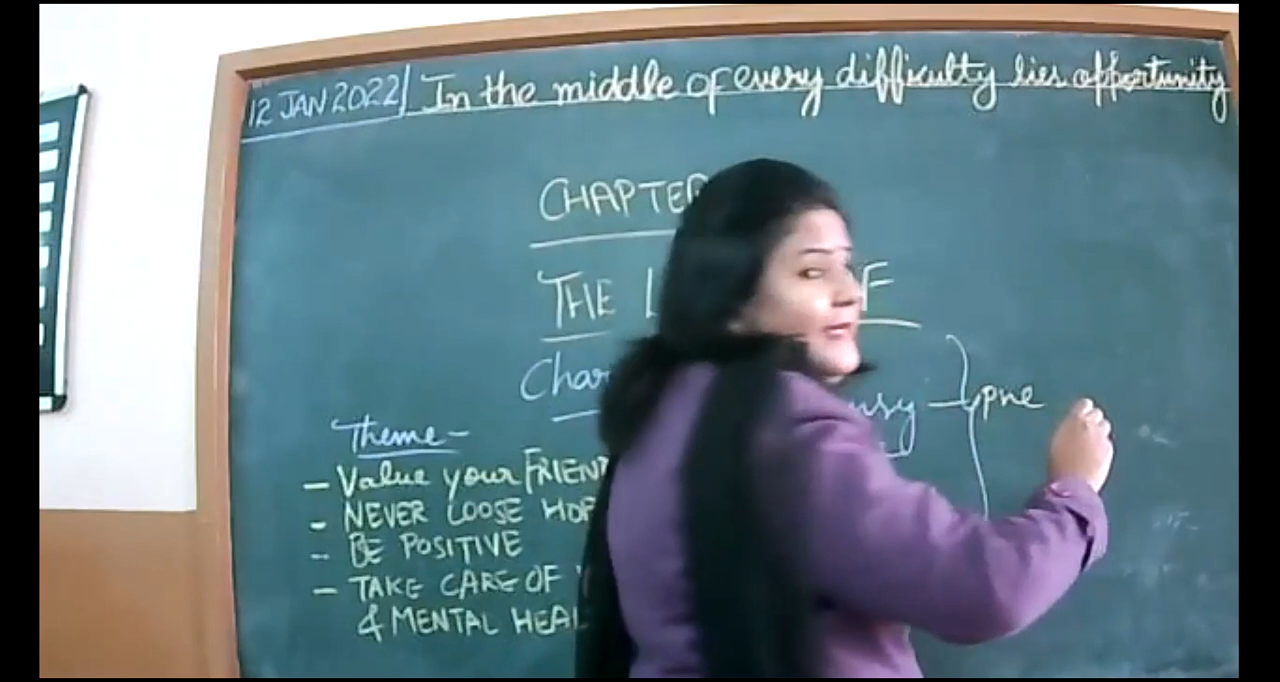 12 JAN 2022 In the middle of every difficulty lies opportunity
CHAPTER
THE
Theme -
- Value your FRIEND
- NEVER LOOSE HOP
- BE POSITIVE
- TAKE CARE OF
& MENTAL HEAL